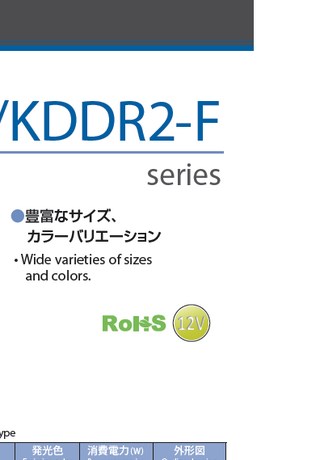 /KDDR2-F
series
●豊富なサイズ、
カラーバリエーション
• Wide varieties of sizes
and colors.
RoHS 12V
ype
発光色 消費電力(W) 外形図